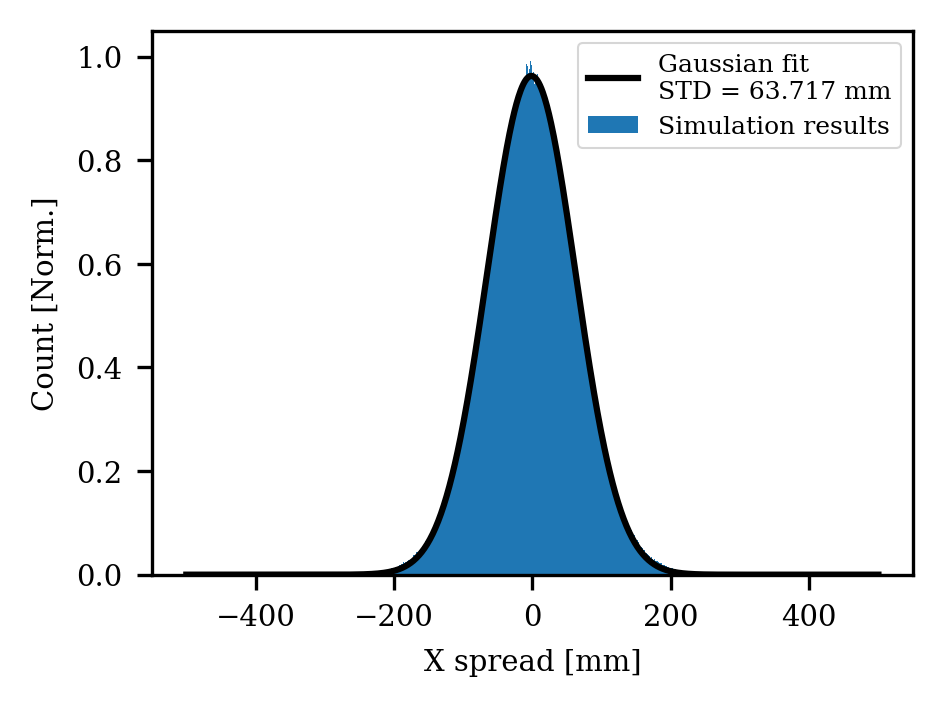 1.0
0.8
0.6
0.4
0.2
0.0
Count [Norm.]
Gaussian fit
STD = 63.717 mm
Simulation results
−400 −200 0 200 400
X spread [mm]